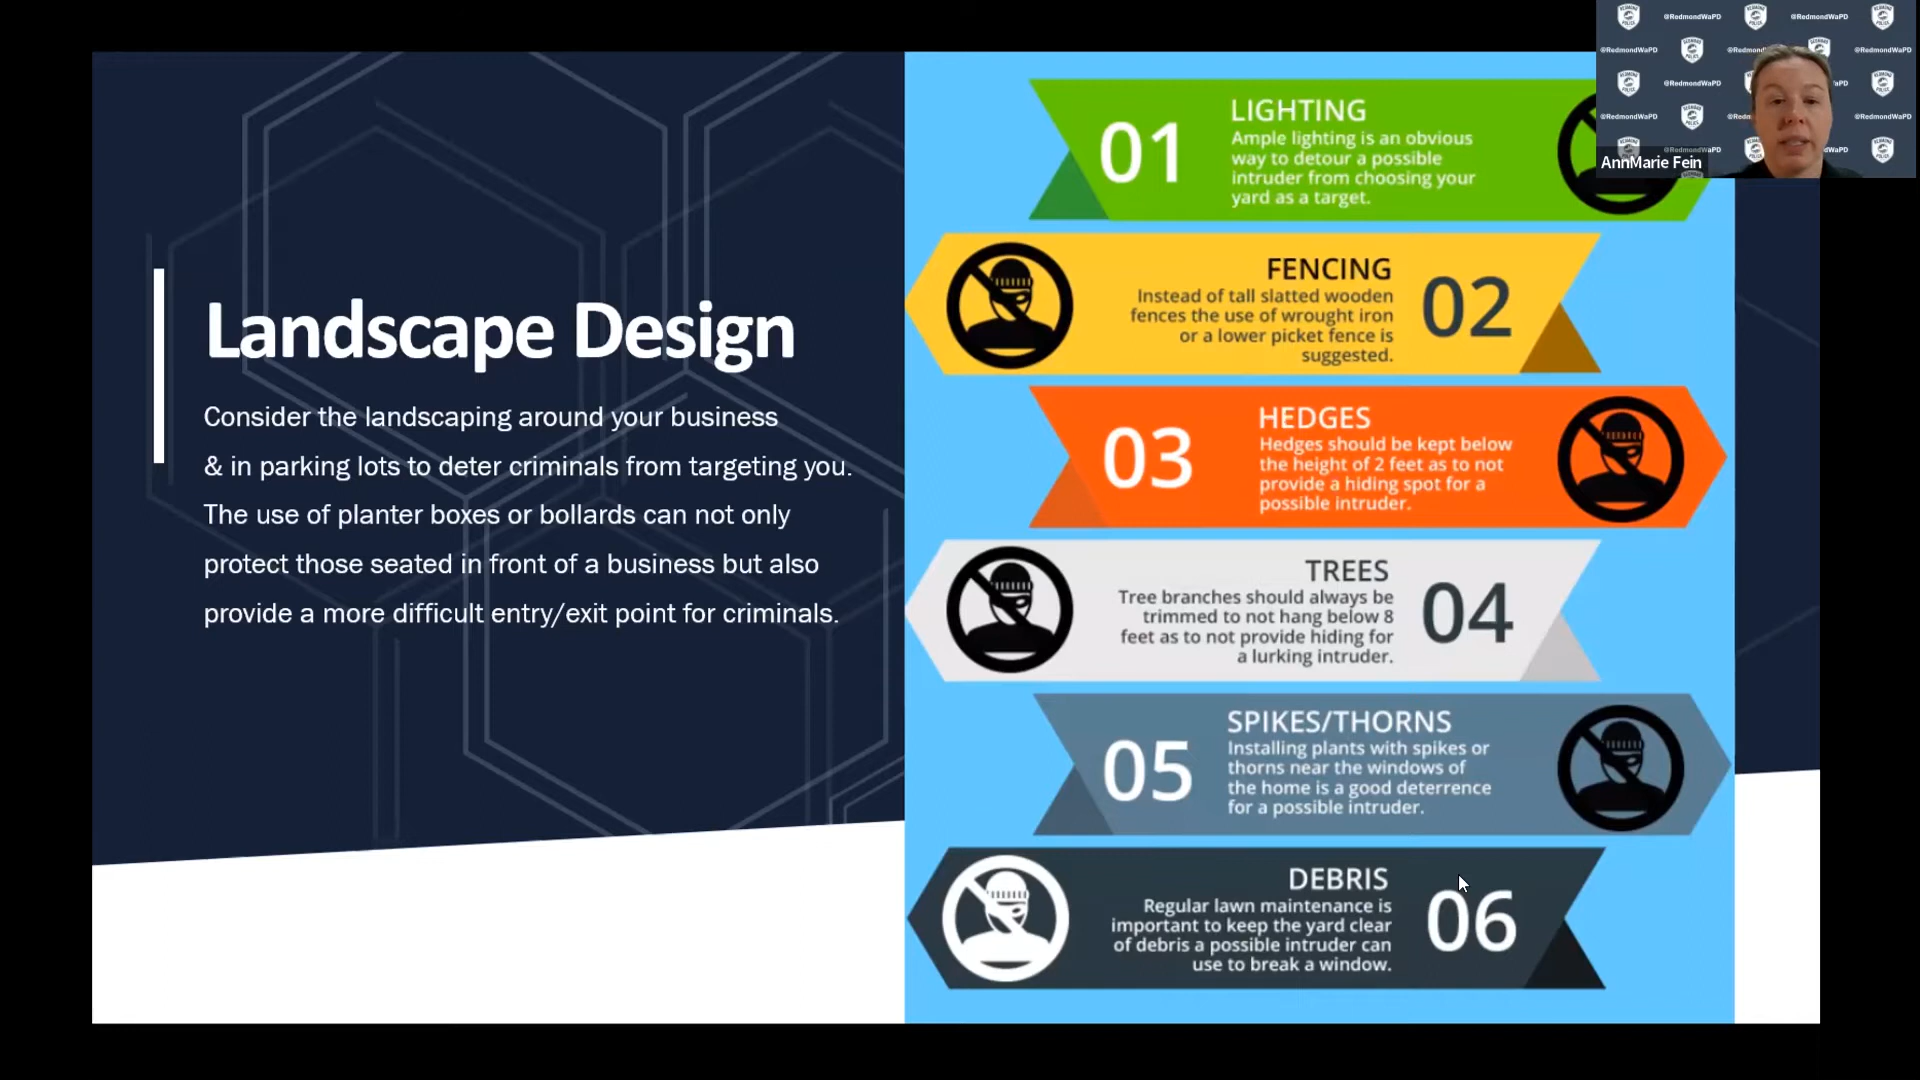 Landscape Design
Consider the landscaping around your business
& in parking lots to deter criminals from targeting you.
The use of planter boxes or bollards can not only
protect those seated in front of a business but also
provide a more difficult entry/exit point for criminals.
01
LIGHTING
Ample lighting is an obvious
way to detour a possible
intruder from choosing your
yard as a target.
FENCING
Instead of tall slatted wooden
fences the use of wrought iron
or a lower picket fence is
suggested.
02
03
HEDGES
Hedges should be kept below
the height of 2 feet as to not
provide a hiding spot for a
possible intruder.
TREES
Tree branches should always be
trimmed to not hang below 8
feet as to not provide hiding for
a lurking intruder.
04
05
SPIKES/THORNS
Installing plants with spikes or
thorns near the windows of
the home is a good deterrence
for a possible intruder.
DEBRIS
Regular lawn maintenance is
important to keep the yard clear
of debris a possible intruder can
use to break a window.
06
@RedmondWaPD @RedmondWaPD
@RedmondWaPD @RedmondWaPD
@RedmondWaPD
@RedmondWaPD @RedmondWaPD
AnnMarie Fein